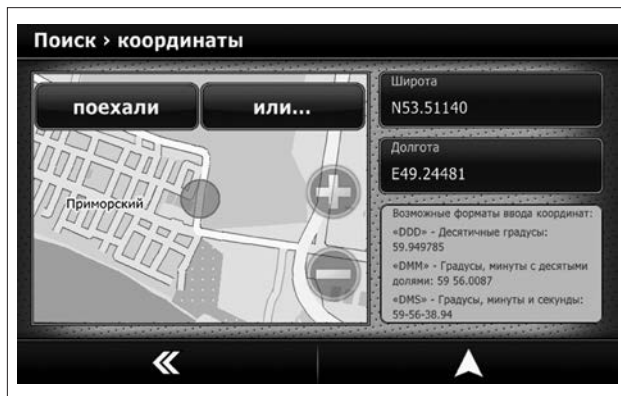 Поиск › координаты
поехали
или...
Приморский
Широта
N53.51140
Долгота
E49.24481
Возможные форматы ввода координат:
«DDD» - Десятичные градусы:
59.949785
«DMM» - Градусы, минуты с десятыми
долями: 59 56.0087
«DMS» - Градусы, минуты и секунды:
59-56-38.94